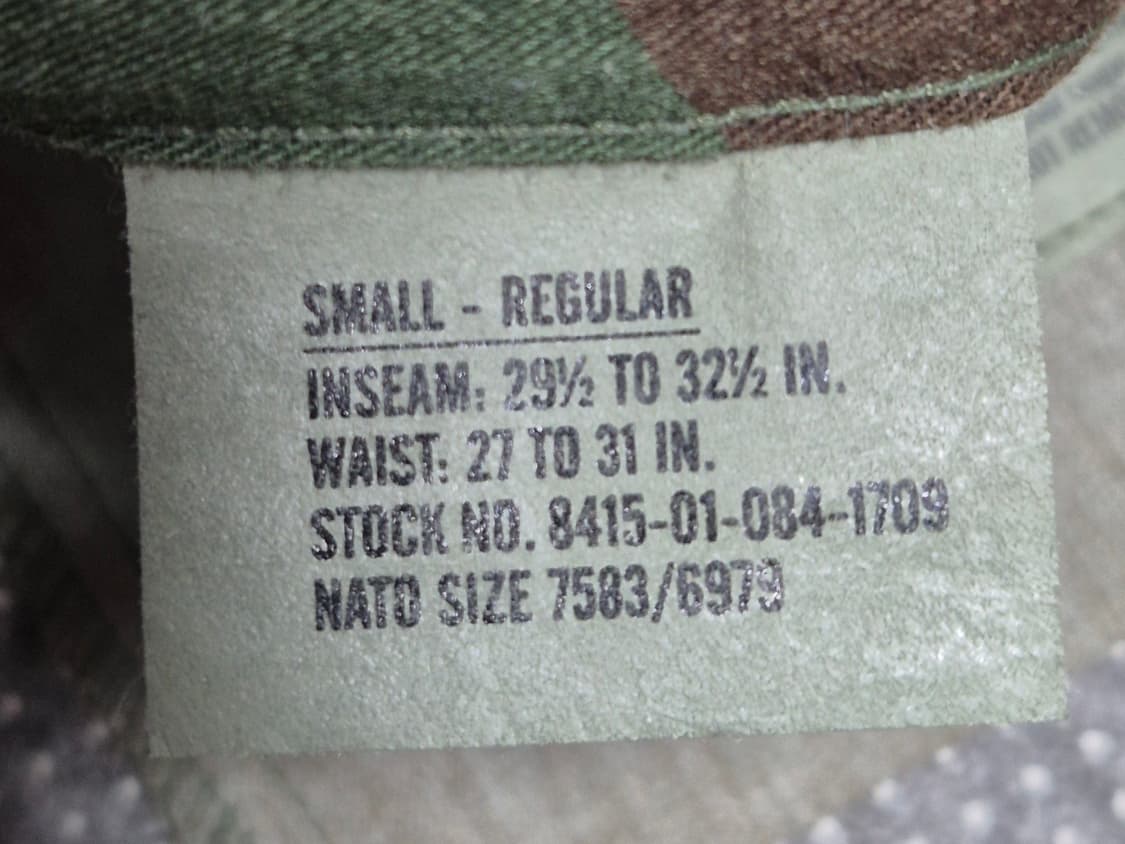 SMALL - REGULAR
INSEAM: 29½ TO 32½ IN.
WAIST: 27 TO 31 IN.
STOCK NO. 8415-01-084-1709
NATO SIZE 7583/6979